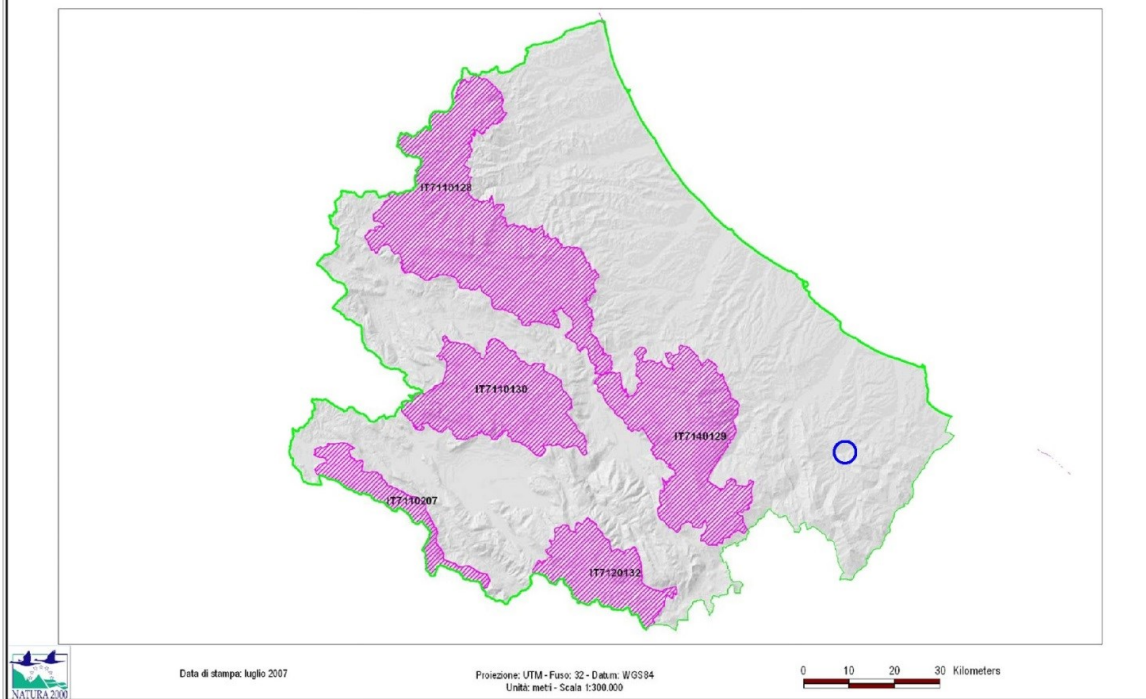 IT7110128
IT7110130
IT7140129
IT7110207
IT7120132
NATURA 2000
Data di stampa: luglio 2007
Proiezione: UTM - Fuso: 32 - Datum: WGS84
Unità: metri - Scala 1:300.000
0 10 20 30 Kilometers